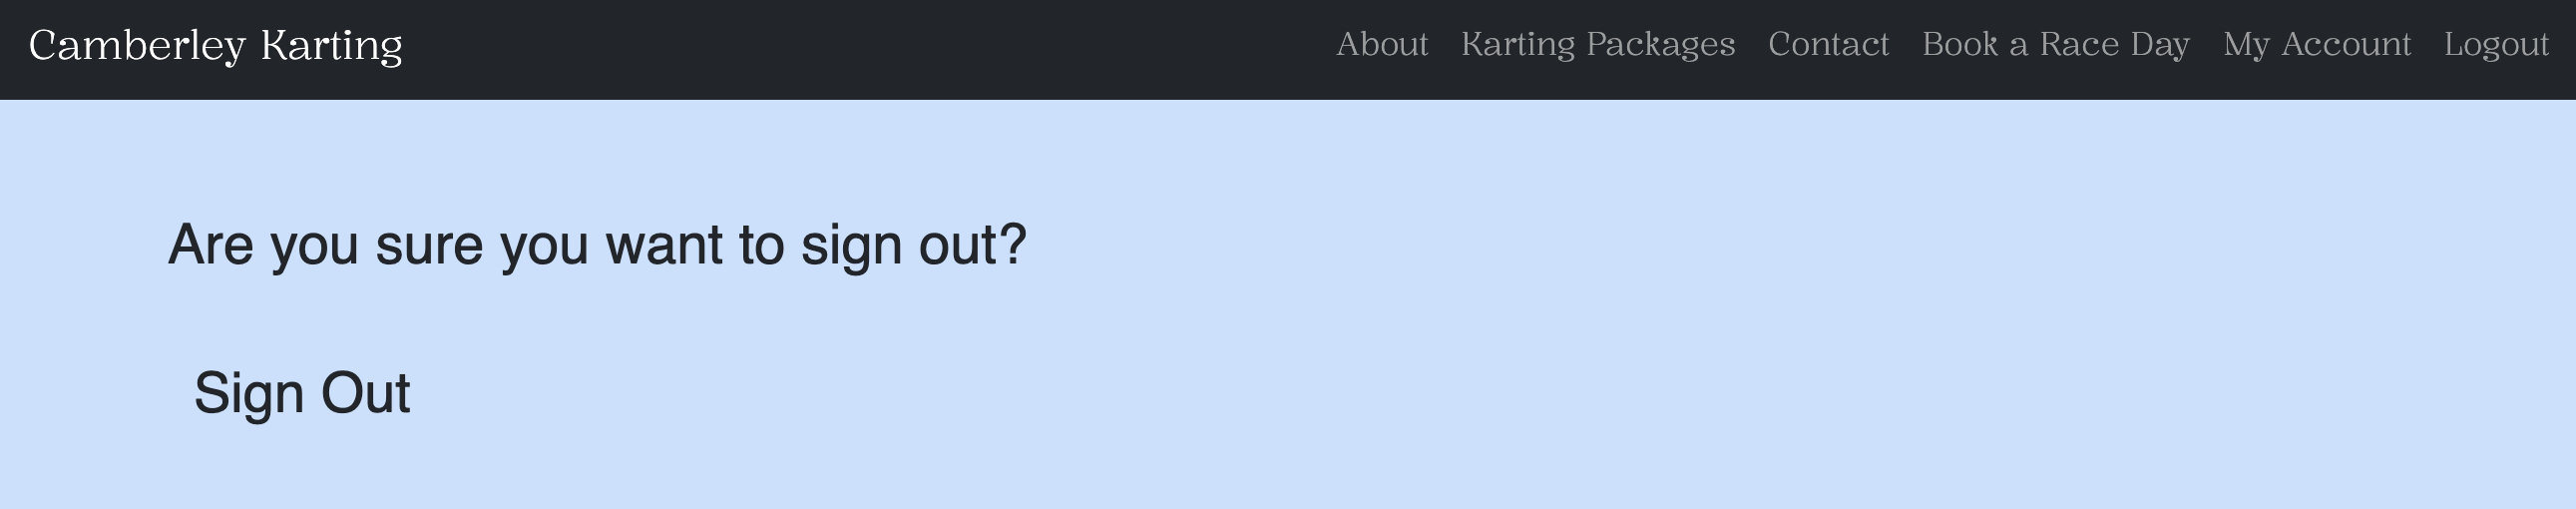 Camberley Karting About Karting Packages Contact Book a Race Day My Account Logout
Are you sure you want to sign out?
Sign Out